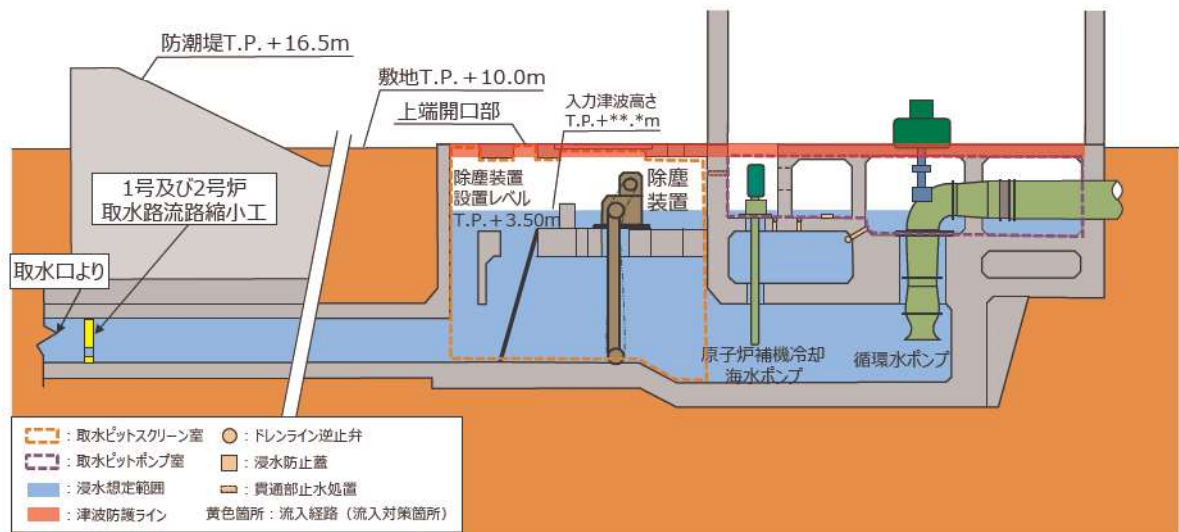 防潮堤T.P.+16.5m
敷地T.P.+10.0m
上端開口部
入力津波高さ
T.P.+**.*m
1号及び2号炉
取水路流路縮小工
取水口より
除塵装置
設置レベル
T.P.+3.50m
除塵
装置
原子炉補機冷却
海水ポンプ
循環水ポンプ
:取水ピットスクリーン室
:ドレンライン逆止弁
:取水ピットポンプ室
:浸水防止蓋
:浸水想定範囲
:貫通部止水処置
:津波防護ライン
黄色箇所:流入経路(流入対策箇所)